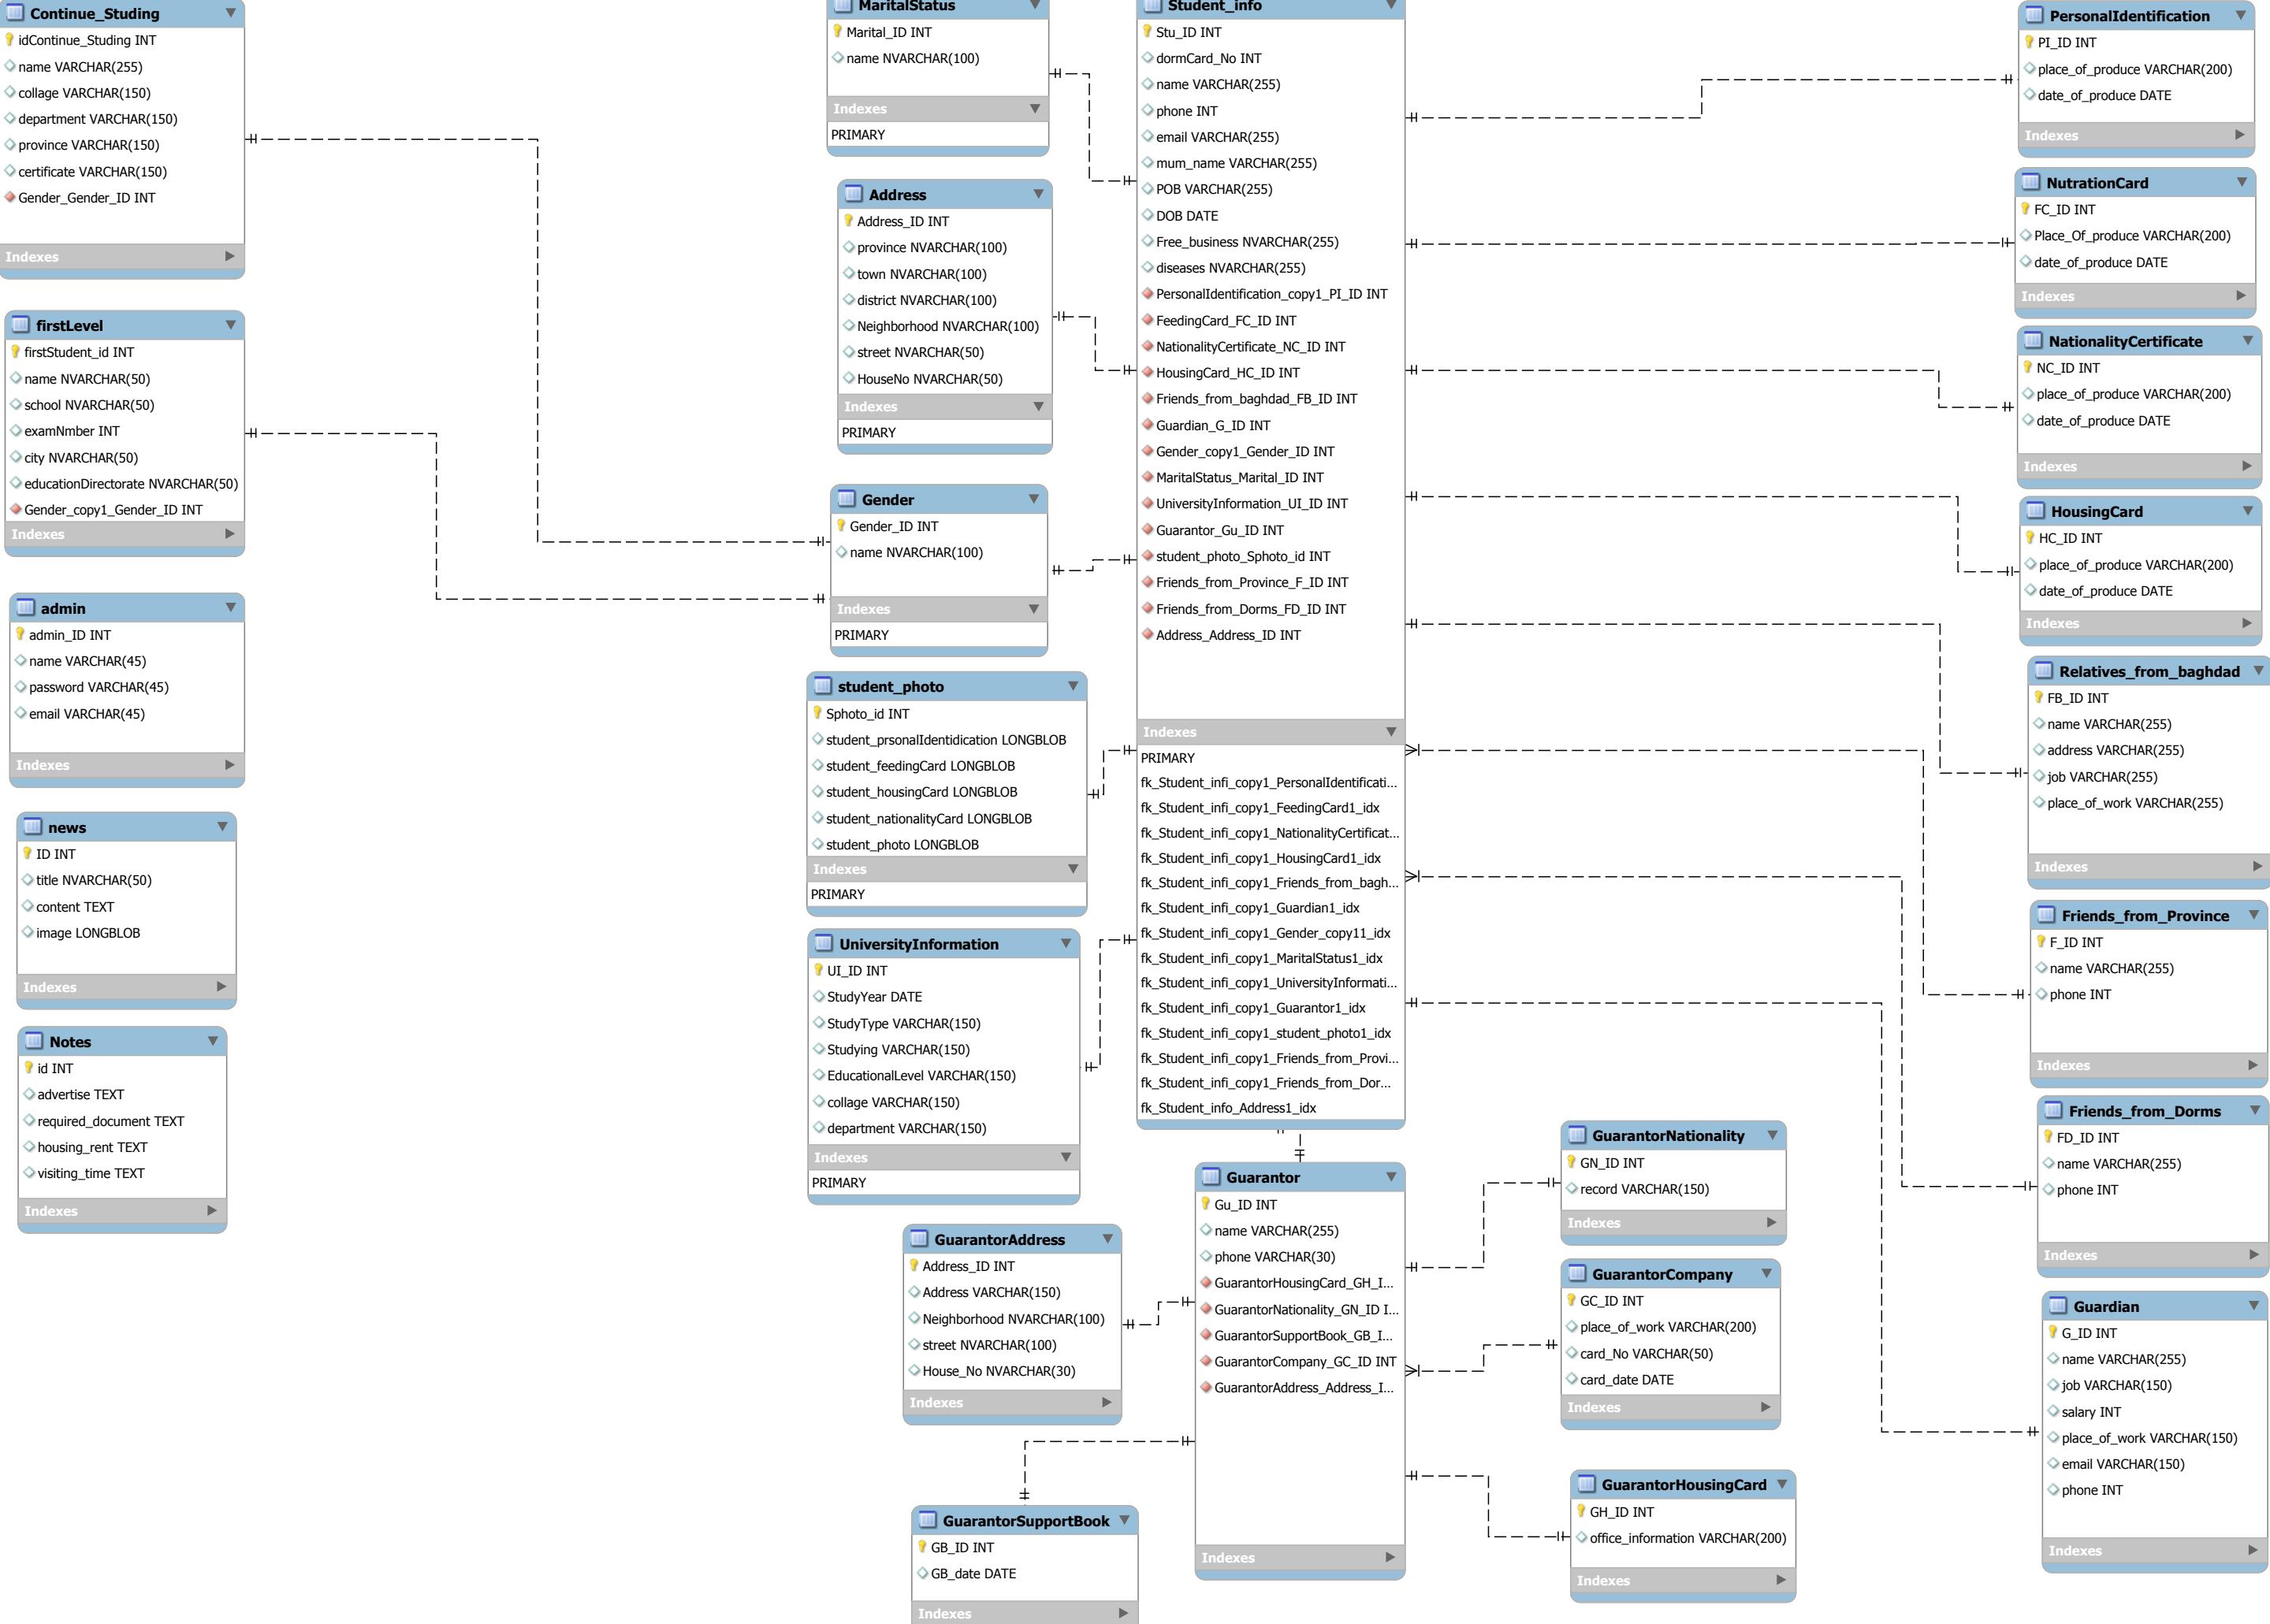 Continue_Studing
idContinue_Studing INT
name VARCHAR(255)
collage VARCHAR(150)
department VARCHAR(150)
province VARCHAR(150)
certificate VARCHAR(150)
Gender_Gender_ID INT
Indexes
firstLevel
firstStudent_id INT
name NVARCHAR(50)
school NVARCHAR(50)
examNmber INT
city NVARCHAR(50)
educationDirectorate NVARCHAR(50)
Gender_copy1_Gender_ID INT
Indexes
admin
admin_ID INT
name VARCHAR(45)
password VARCHAR(45)
email VARCHAR(45)
Indexes
news
ID INT
title NVARCHAR(50)
content TEXT
image LONGBLOB
Indexes
Notes
id INT
advertise TEXT
required_document TEXT
housing_rent TEXT
visiting_time TEXT
Indexes
MaritalStatus
Marital_ID INT
name NVARCHAR(100)
Indexes
PRIMARY
Address
Address_ID INT
province NVARCHAR(100)
town NVARCHAR(100)
district NVARCHAR(100)
Neighborhood NVARCHAR(100)
street NVARCHAR(50)
HouseNo NVARCHAR(50)
Indexes
PRIMARY
Gender
Gender_ID INT
name NVARCHAR(100)
Indexes
PRIMARY
student_photo
Sphoto_id INT
student_prsonalIdentidication LONGBLOB
student_feedingCard LONGBLOB
student_housingCard LONGBLOB
student_nationalityCard LONGBLOB
student_photo LONGBLOB
Indexes
PRIMARY
UniversityInformation
UI_ID INT
StudyYear DATE
StudyType VARCHAR(150)
Studying VARCHAR(150)
EducationalLevel VARCHAR(150)
collage VARCHAR(150)
department VARCHAR(150)
Indexes
PRIMARY
GuarantorAddress
Address_ID INT
Address VARCHAR(150)
Neighborhood NVARCHAR(100)
street NVARCHAR(100)
House_No NVARCHAR(30)
Indexes
GuarantorSupportBook
GB_ID INT
GB_date DATE
Indexes
Student_info
Stu_ID INT
dormCard_No INT
name VARCHAR(255)
phone INT
email VARCHAR(255)
mum_name VARCHAR(255)
POB VARCHAR(255)
DOB DATE
Free_business NVARCHAR(255)
diseases NVARCHAR(255)
PersonalIdentification_copy1_PI_ID INT
FeedingCard_FC_ID INT
NationalityCertificate_NC_ID INT
HousingCard_HC_ID INT
Friends_from_baghdad_FB_ID INT
Guardian_G_ID INT
Gender_copy1_Gender_ID INT
MaritalStatus_Marital_ID INT
UniversityInformation_UI_ID INT
Guarantor_Gu_ID INT
student_photo_Sphoto_id INT
Friends_from_Province_F_ID INT
Friends_from_Dorms_FD_ID INT
Address_Address_ID INT
Indexes
PRIMARY
fk_Student_infi_copy1_PersonalIdentificati...
fk_Student_infi_copy1_FeedingCard1_idx
fk_Student_infi_copy1_NationalityCertificat...
fk_Student_infi_copy1_HousingCard1_idx
fk_Student_infi_copy1_Friends_from_bagh...
fk_Student_infi_copy1_Guardian1_idx
fk_Student_infi_copy1_Gender_copy11_idx
fk_Student_infi_copy1_MaritalStatus1_idx
fk_Student_infi_copy1_UniversityInformati...
fk_Student_infi_copy1_Guarantor1_idx
fk_Student_infi_copy1_student_photo1_idx
fk_Student_infi_copy1_Friends_from_Provi...
fk_Student_infi_copy1_Friends_from_Dor...
fk_Student_info_Address1_idx
Guarantor
Gu_ID INT
name VARCHAR(255)
phone VARCHAR(30)
GuarantorHousingCard_GH_I...
GuarantorNationality_GN_ID I...
GuarantorSupportBook_GB_I...
GuarantorCompany_GC_ID INT
GuarantorAddress_Address_I...
Indexes
GuarantorNationality
GN_ID INT
record VARCHAR(150)
Indexes
GuarantorCompany
GC_ID INT
place_of_work VARCHAR(200)
card_No VARCHAR(50)
card_date DATE
Indexes
GuarantorHousingCard
GH_ID INT
office_information VARCHAR(200)
Indexes
PersonalIdentification
PI_ID INT
place_of_produce VARCHAR(200)
date_of_produce DATE
Indexes
NutrationCard
FC_ID INT
Place_Of_produce VARCHAR(200)
date_of_produce DATE
Indexes
NationalityCertificate
NC_ID INT
place_of_produce VARCHAR(200)
date_of_produce DATE
Indexes
HousingCard
HC_ID INT
place_of_produce VARCHAR(200)
date_of_produce DATE
Indexes
Relatives_from_baghdad
FB_ID INT
name VARCHAR(255)
address VARCHAR(255)
job VARCHAR(255)
place_of_work VARCHAR(255)
Indexes
Friends_from_Province
F_ID INT
name VARCHAR(255)
phone INT
Indexes
Friends_from_Dorms
FD_ID INT
name VARCHAR(255)
phone INT
Indexes
Guardian
G_ID INT
name VARCHAR(255)
job VARCHAR(150)
salary INT
place_of_work VARCHAR(150)
email VARCHAR(150)
phone INT
Indexes